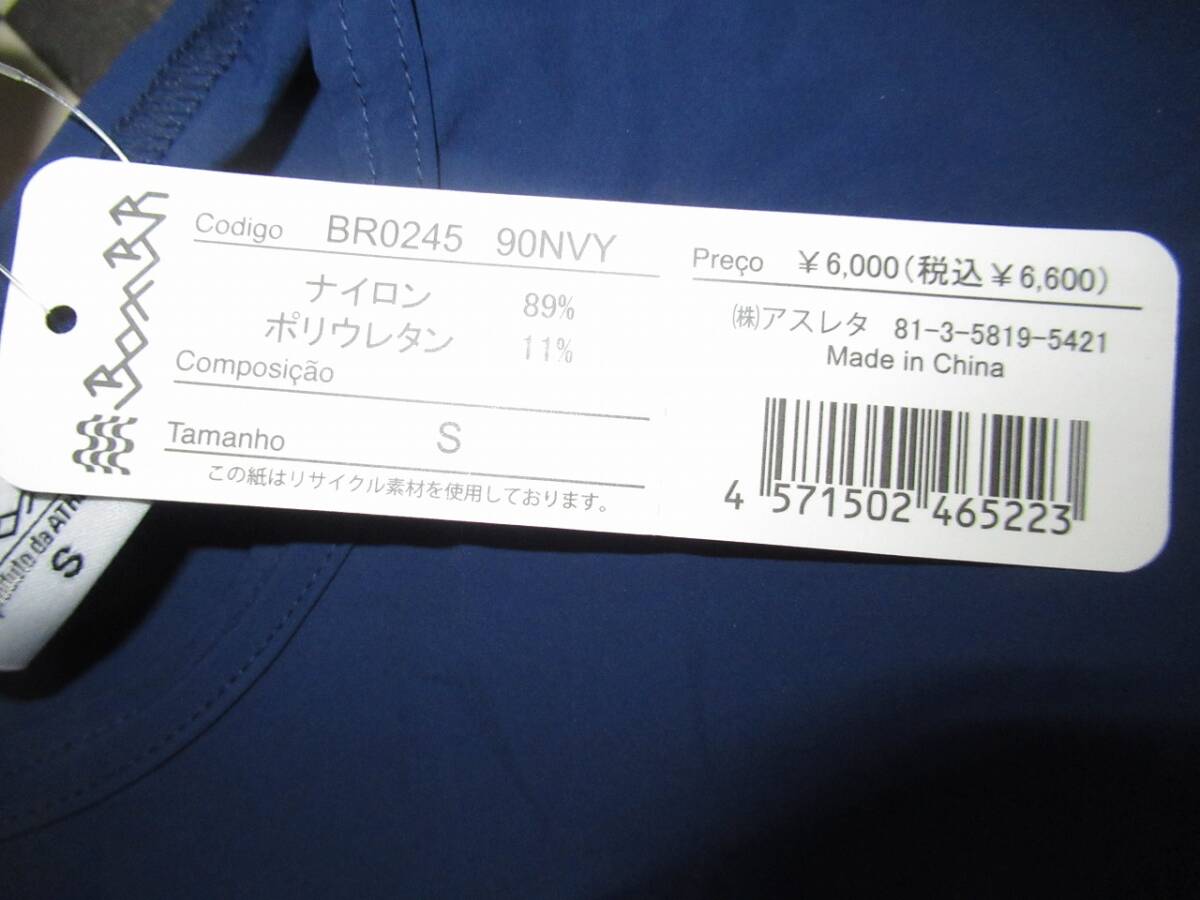 Codigo BR0245 90NVY
ナイロン 89%
ポリウレタン 11%
Composição
Tamanho S
この紙はリサイクル素材を使用しております。
Preço ¥6,000(税込¥6,600)
㈱アスレタ 81-3-5819-5421
Made in China
4 571502 465223
da ATH
S